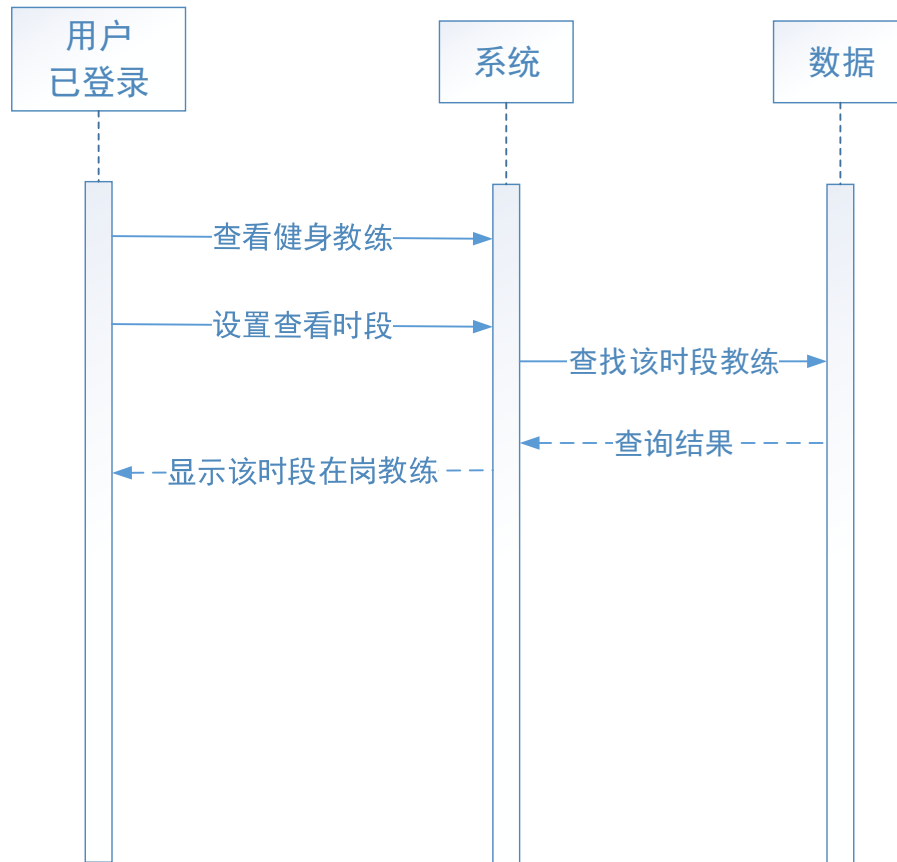 用户
已登录
系统
数据
查看健身教练
设置查看时段
查找该时段教练
查询结果
显示该时段在岗教练